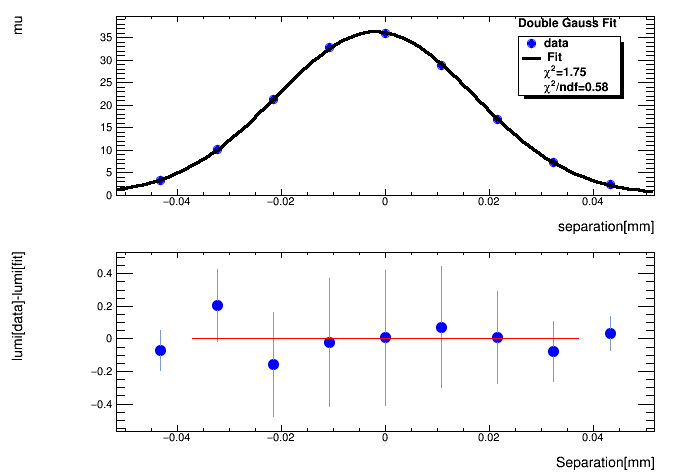 mu
Double Gauss Fit
data
Fit
χ²=1.75
χ²/ndf=0.58
35
30
25
20
15
10
5
0
−0.04 −0.02 0 0.02 0.04
separation[mm]
lumi[data]-lumi[fit]
0.4
0.2
0
−0.2
−0.4
−0.04 −0.02 0 0.02 0.04
Separation[mm]